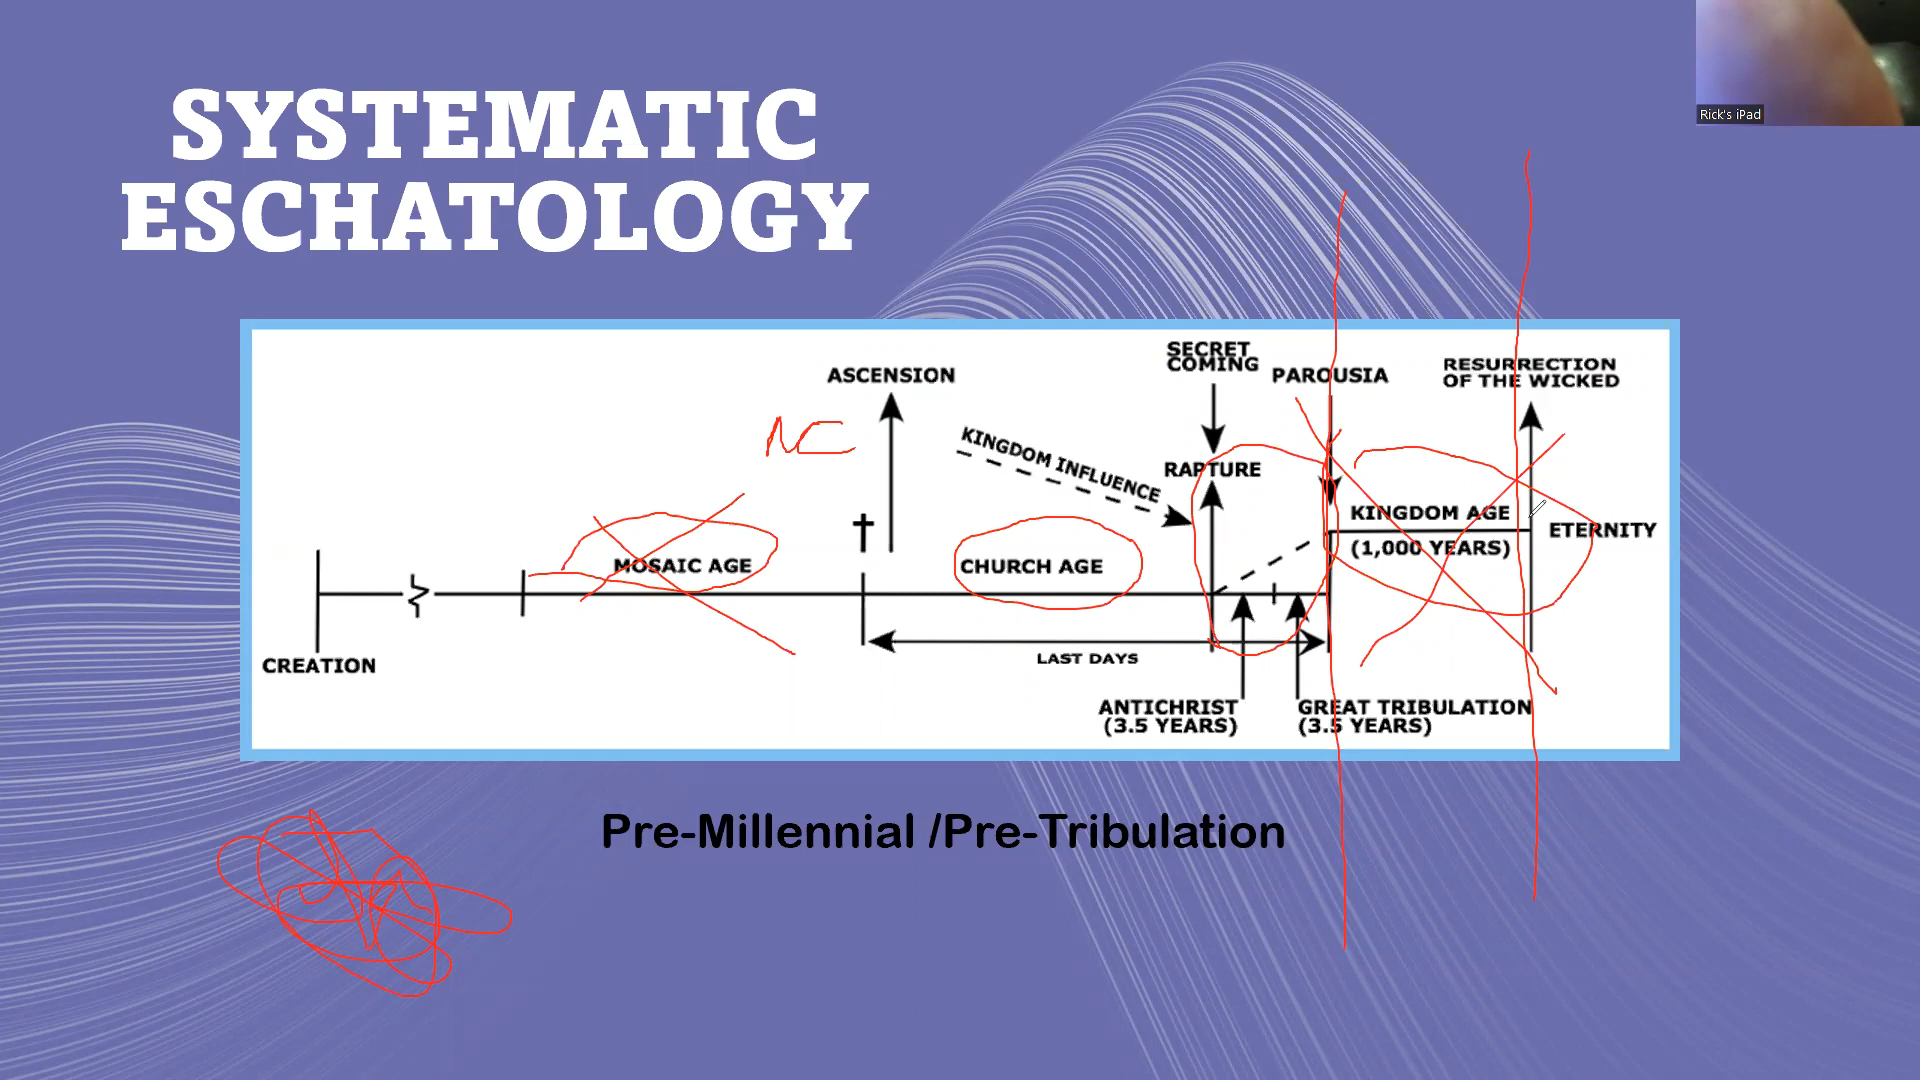 SYSTEMATIC
ESCHATOLOGY
Rick's iPad
SECRET
COMING
ASCENSION
PAROUSIA
RESURRECTION
OF THE WICKED
NC
KINGDOM INFLUENCE
RAPTURE
KINGDOM AGE
(1,000 YEARS)
ETERNITY
MOSAIC AGE
CHURCH AGE
LAST DAYS
CREATION
ANTICHRIST
(3.5 YEARS)
GREAT TRIBULATION
(3.5 YEARS)
Pre-Millennial /Pre-Tribulation